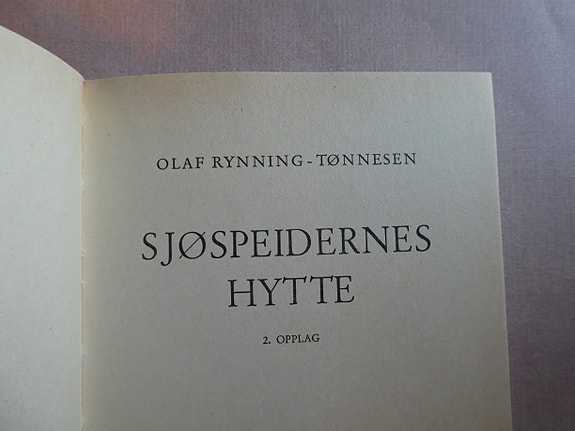 OLAF RYNNING-TØNNESEN
SJØSPEIDERNES
HYTTE
2. OPPLAG